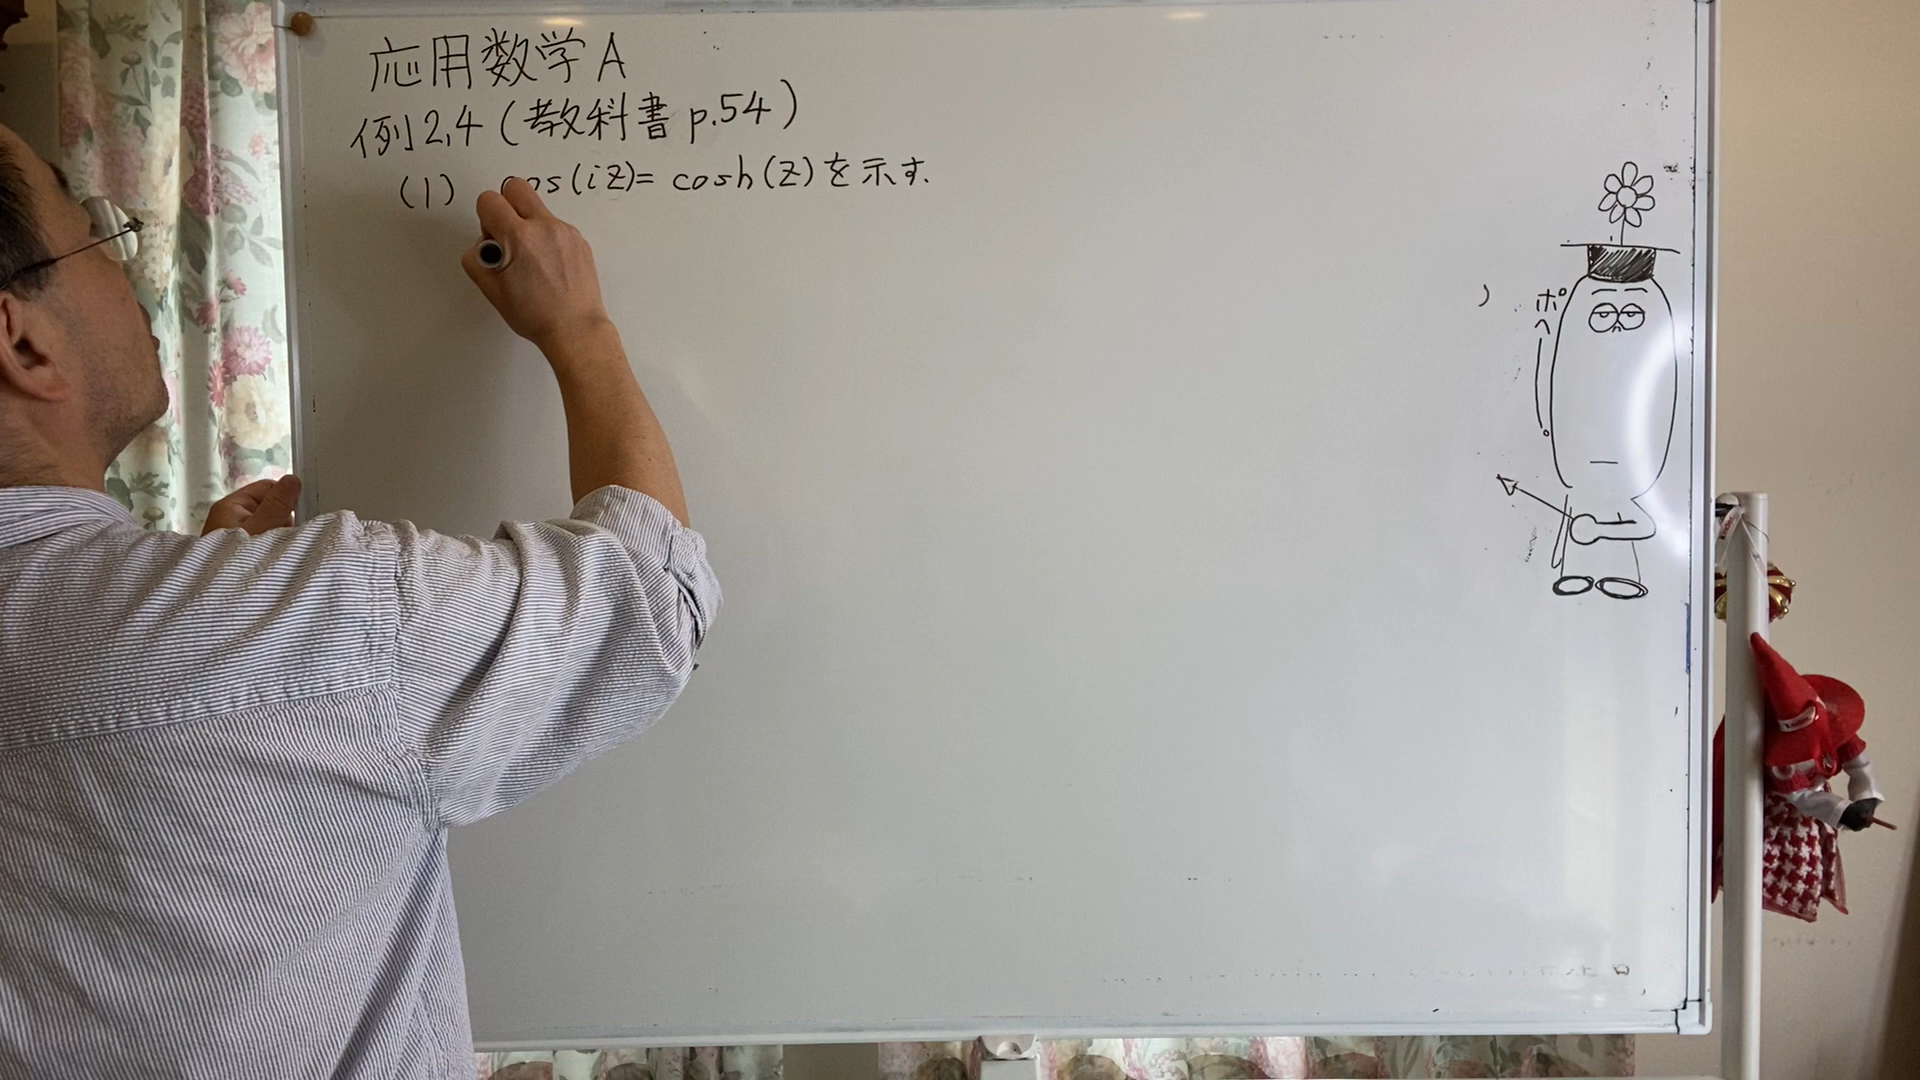 応用数学A
例2.4(教科書 p.54)
(1) cos(iz)= cosh(z)を示す.
ポヘ―。